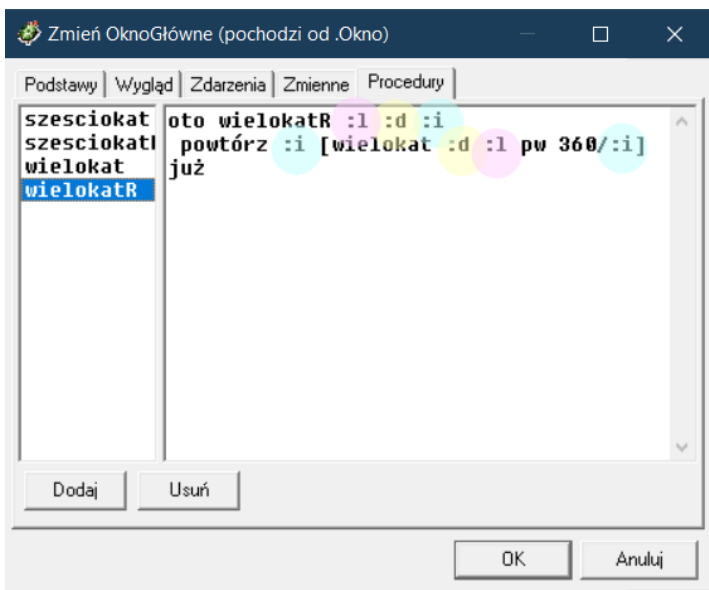 Zmień OknoGłówne (pochodzi od .Okno)
Podstawy Wygląd Zdarzenia Zmienne Procedury
szesciokat
szesciokatl
wielokat
wielokatR
oto wielokatR :l :d :i
powtórz :i [wielokat :d :l pw 360/:i]
już
Dodaj Usuń
OK Anuluj